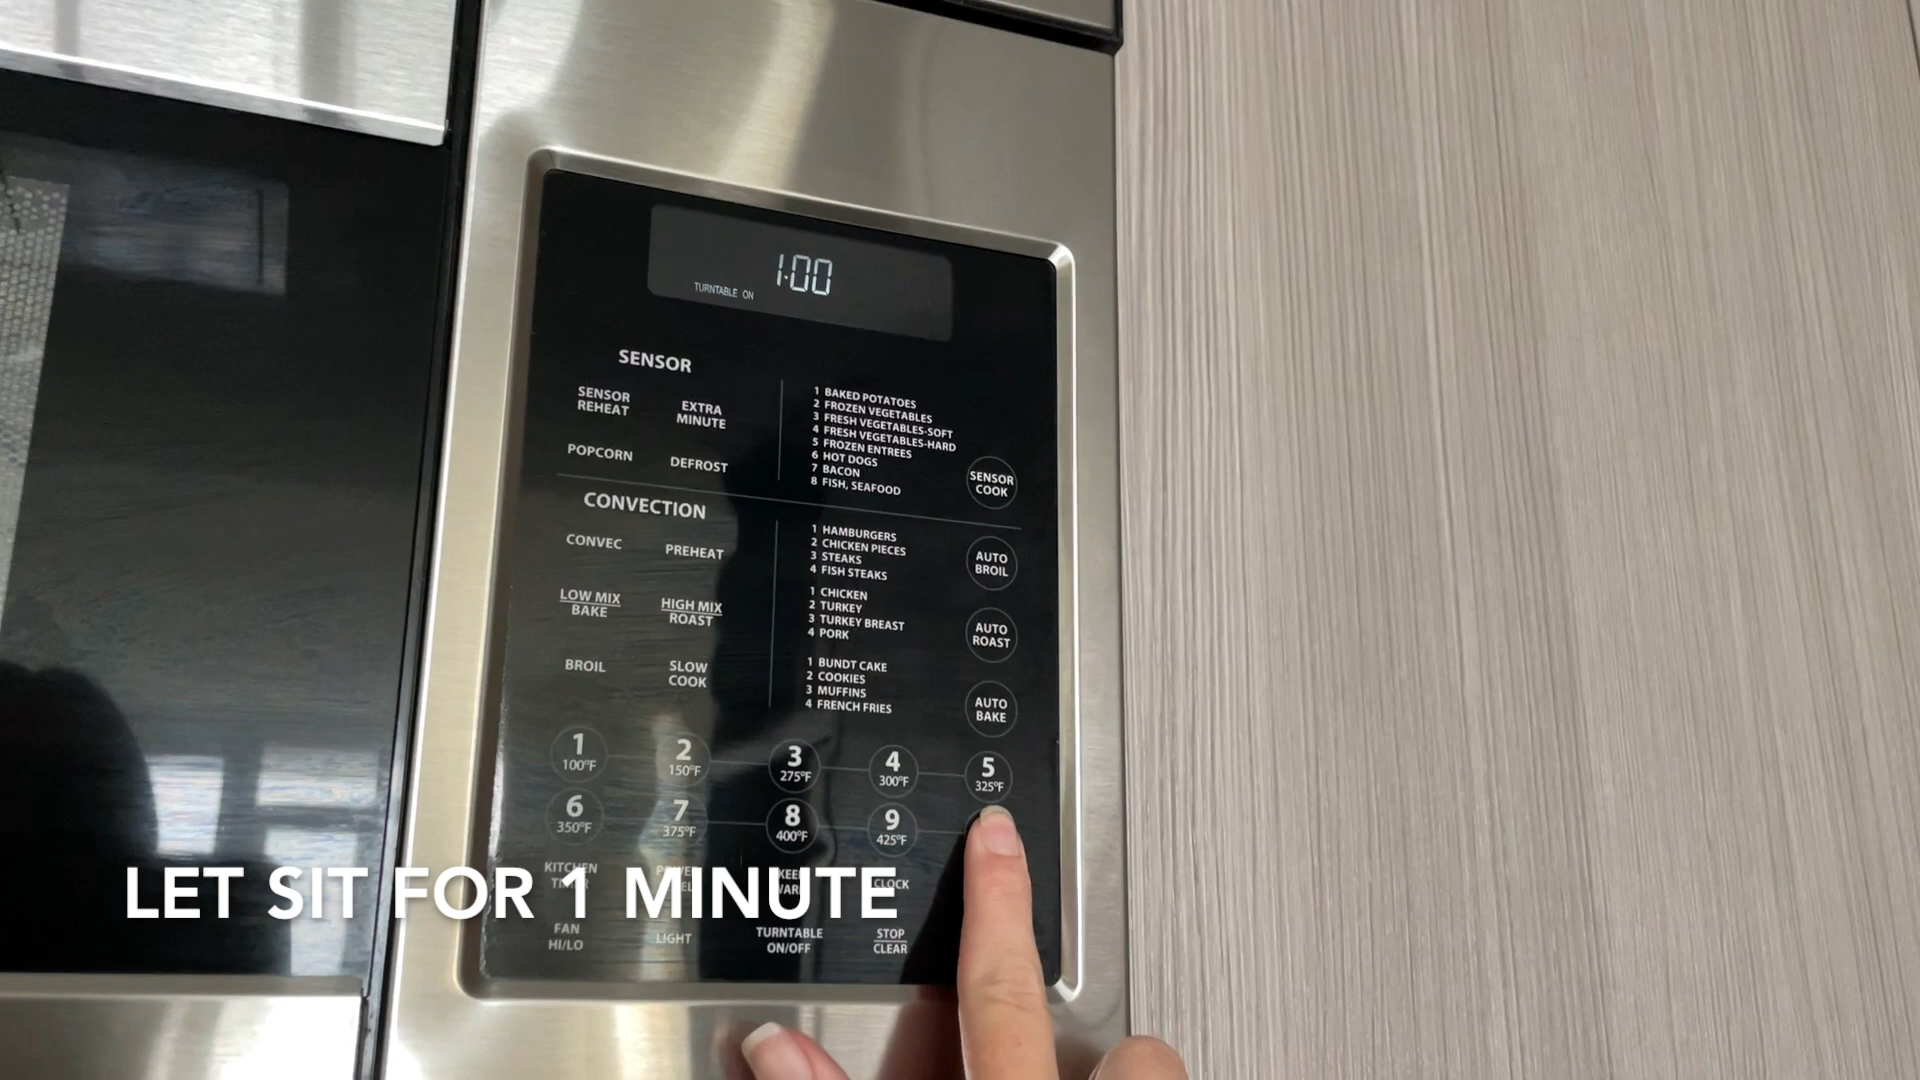 1:00
TURNTABLE ON
SENSOR
SENSOR
REHEAT
EXTRA
MINUTE
POPCORN
DEFROST
1 BAKED POTATOES
2 FROZEN VEGETABLES
3 FRESH VEGETABLES-SOFT
4 FRESH VEGETABLES-HARD
5 FROZEN ENTREES
6 HOT DOGS
7 BACON
8 FISH, SEAFOOD
SENSOR
COOK
CONVECTION
CONVEC
PREHEAT
LOW MIX
BAKE
HIGH MIX
ROAST
BROIL
SLOW
COOK
1 HAMBURGERS
2 CHICKEN PIECES
3 STEAKS
4 FISH STEAKS
AUTO
BROIL
1 CHICKEN
2 TURKEY
3 TURKEY BREAST
4 PORK
AUTO
ROAST
1 BUNDT CAKE
2 COOKIES
3 MUFFINS
4 FRENCH FRIES
AUTO
BAKE
1
100°F
2
150°F
3
275°F
4
300°F
5
325°F
6
350°F
7
375°F
8
400°F
9
425°F
KITCHEN
CLOCK
LET SIT FOR 1 MINUTE
FAN
HI/LO
LIGHT
TURNTABLE
ON/OFF
STOP
CLEAR